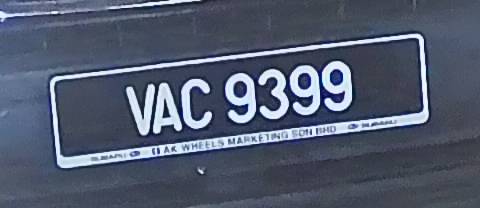 VAC 9399
SUBARU AK WHEELS MARKETING SDN BHD SUBARU